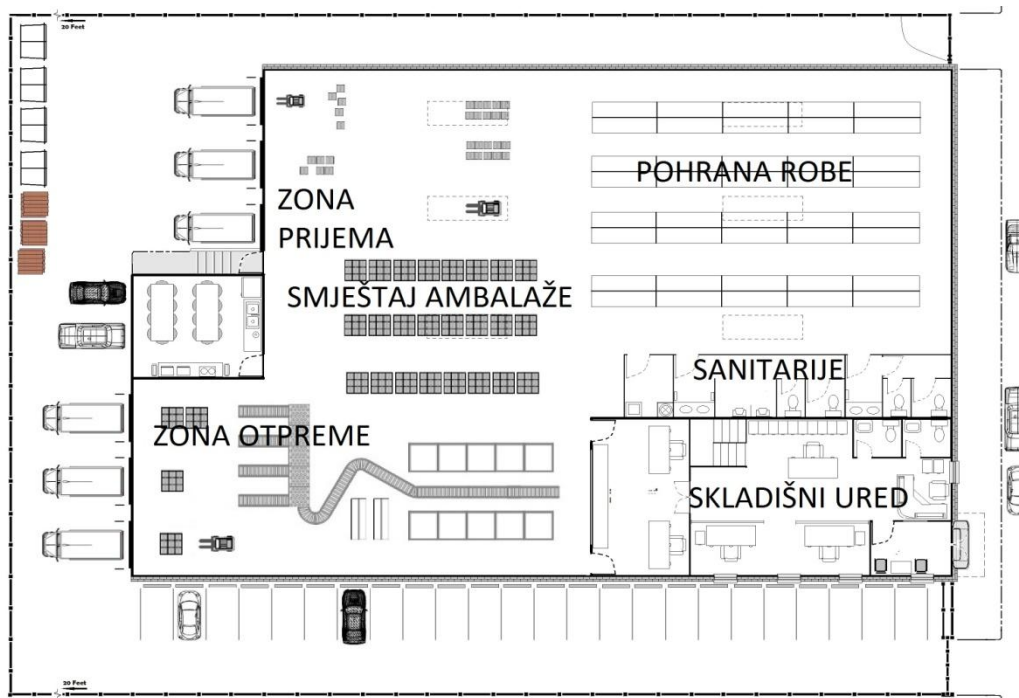 20 Feet
ZONA
PRIJEMA
POHRANA ROBE
SMJEŠTAJ AMBALAŽE
SANITARIJE
ZONA OTPREME
SKLADIŠNI URED
20 Feet